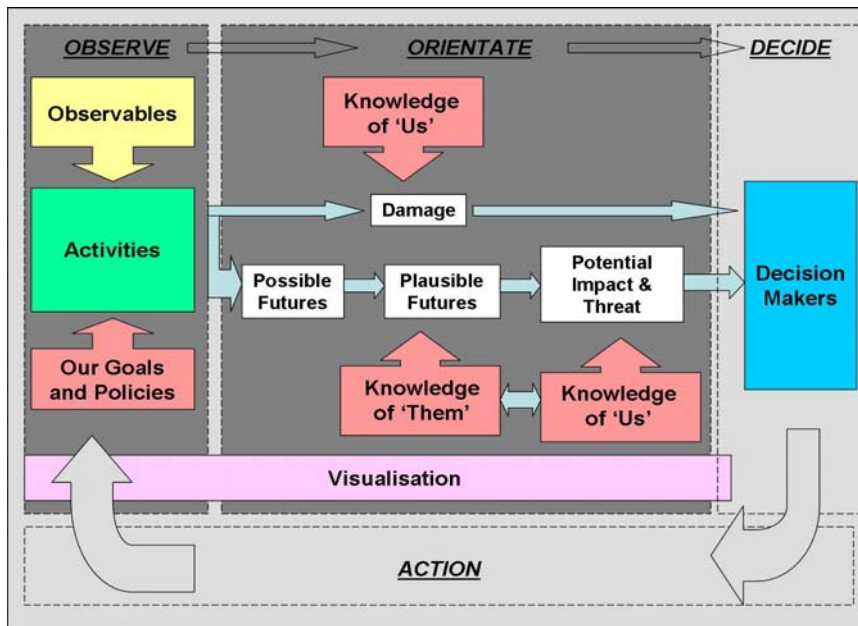 OBSERVE
ORIENTATE
DECIDE
Observables
Knowledge
of 'Us'
Activities
Damage
Possible
Futures
Plausible
Futures
Potential
Impact &
Threat
Decision
Makers
Our Goals
and Policies
Knowledge
of 'Them'
Knowledge
of 'Us'
Visualisation
ACTION